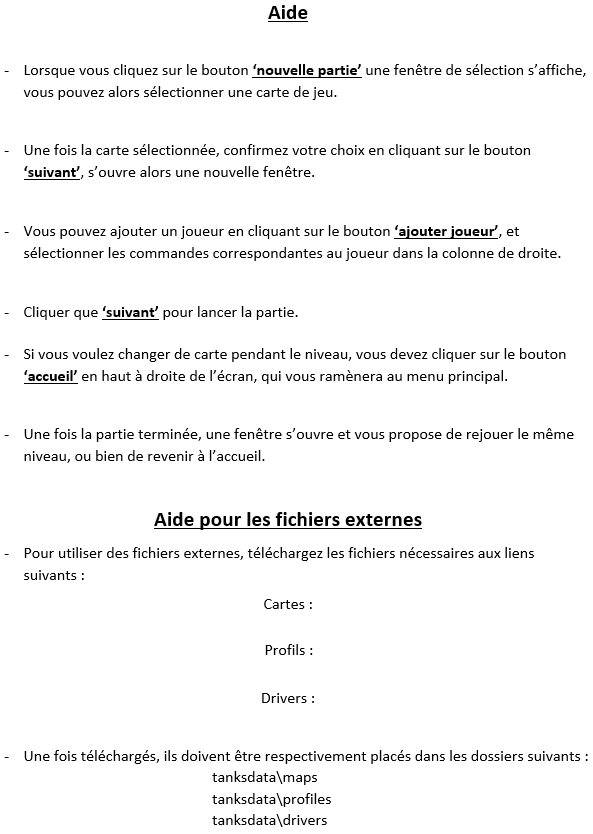 Aide
- Lorsque vous cliquez sur le bouton ‘nouvelle partie’ une fenêtre de sélection s’affiche,
vous pouvez alors sélectionner une carte de jeu.
- Une fois la carte sélectionnée, confirmez votre choix en cliquant sur le bouton
‘suivant’, s’ouvre alors une nouvelle fenêtre.
- Vous pouvez ajouter un joueur en cliquant sur le bouton ‘ajouter joueur’, et
sélectionner les commandes correspondantes au joueur dans la colonne de droite.
- Cliquer que ‘suivant’ pour lancer la partie.
- Si vous voulez changer de carte pendant le niveau, vous devez cliquer sur le bouton
‘accueil’ en haut à droite de l’écran, qui vous ramènera au menu principal.
- Une fois la partie terminée, une fenêtre s’ouvre et vous propose de rejouer le même
niveau, ou bien de revenir à l’accueil.
Aide pour les fichiers externes
- Pour utiliser des fichiers externes, téléchargez les fichiers nécessaires aux liens
suivants :
Cartes :
Profils :
Drivers :
- Une fois téléchargés, ils doivent être respectivement placés dans les dossiers suivants :
tanksdata\maps
tanksdata\profiles
tanksdata\drivers